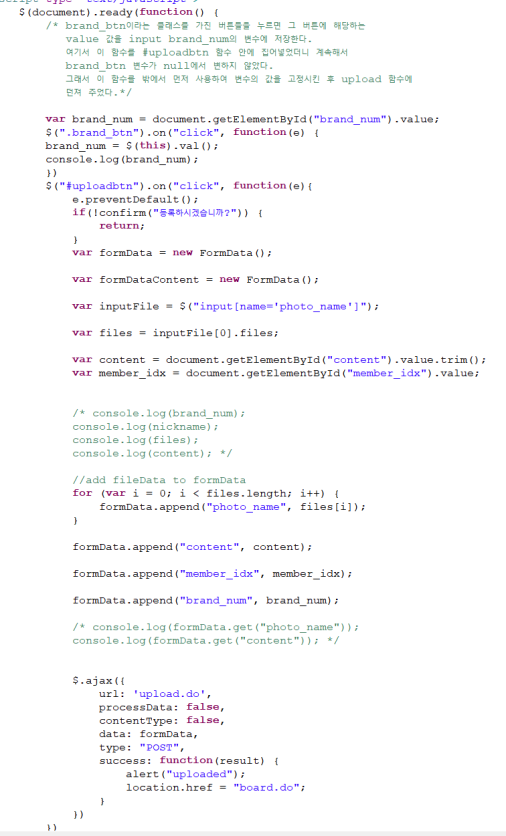 $(document).ready(function() {
/* brand_btn이라는 클래스를 가진 버튼들을 누르면 그 버튼에 해당하는
value 값을 input brand_num의 변수에 저장한다.
여기서 이 함수를 #uploadbtn 함수 안에 집어넣었더니 계속해서
brand_btn 변수가 null에서 변하지 않았다.
그래서 이 함수를 밖에서 먼저 사용하여 변수의 값을 고정시킨 후 upload 함수에
먼저 주었다.*/
var brand_num = document.getElementById("brand_num").value;
$(".brand_btn").on("click", function(e) {
brand_num = $(this).val();
console.log(brand_num);
})
$("#uploadbtn").on("click", function(e){
e.preventDefault();
if(!confirm("등록하시겠습니까?")) {
return;
}
var formData = new FormData();
var formDataContent = new FormData();
var inputFile = $("input[name='photo_name']");
var files = inputFile[0].files;
var content = document.getElementById("content").value.trim();
var member_idx = document.getElementById("member_idx").value;
/* console.log(brand_num);
console.log(nickname);
console.log(files);
console.log(content); */
//add fileData to formData
for (var i = 0; i < files.length; i++) {
formData.append("photo_name", files[i]);
}
formData.append("content", content);
formData.append("member_idx", member_idx);
formData.append("brand_num", brand_num);
/* console.log(formData.get("photo_name"));
console.log(formData.get("content")); */
$.ajax({
url: 'upload.do',
processData: false,
contentType: false,
data: formData,
type: "POST",
success: function(result) {
alert("uploaded");
location.href = "board.do";
}
})
})